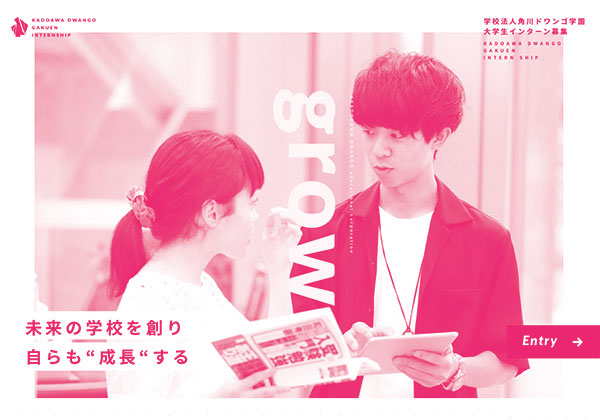 KADOAWA DWANGO
GAKUEN
INTERNSHIP
学校法人角川ドワンゴ学園
大学生インターン募集
KADOAWA DWANGO
GAKUEN
INTERN SHIP
grow
未来の学校を創り
自らも“成長“する
Entry